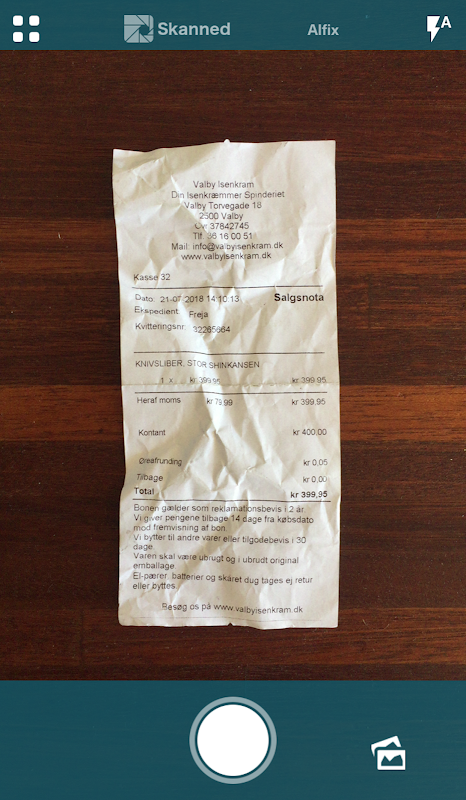 Skanned
Alfix
A
Valby Isenkram
Din Isenkræmmer Spinderiet
Valby Torvegade 18
2500 Valby
Cvr 37842745
Tlf. 36 16 00 51
Mail: info@valbyisenkram.dk
www.valbyisenkram.dk
Kasse 32
Dato: 21-07 2018 14:10:13 Salgsnota
Ekspedient: Freja
Kvitteringsnr. 32265664
KNIVSLIBER, STOR SHINKANSEN
1 x kr 399,95 kr 399,95
Heraf moms kr 79,99 kr 399,95
Kontant kr 400,00
Øreafrunding kr 0,05
Tilbage kr 0,00
Total kr 399,95
Bonen gælder som reklamationsbevis i 2 år.
Vi giver pengene tilbage 14 dage fra købsdato
mod fremvisning af bon.
Vi bytter til andre varer eller tilgodebevis i 30
dage.
Varen skal være ubrugt og i ubrudt original
emballage.
El-pærer, batterier og skåret dug tages ej retur
eller byttes.
Besøg os på www.valbyisenkram.dk